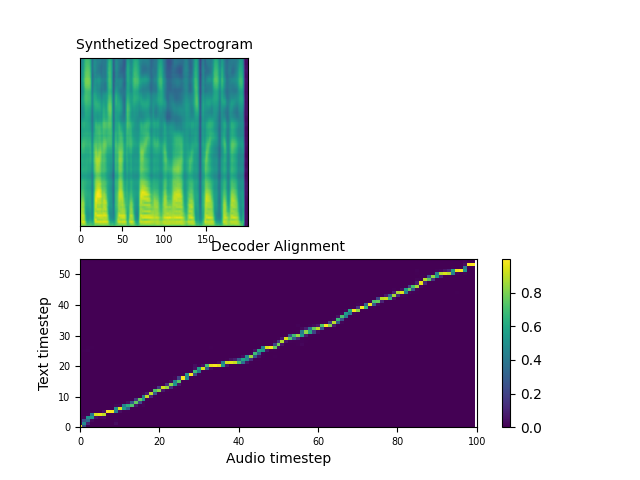 Synthetized Spectrogram
0 50 100 150
Decoder Alignment
50
40
30
20
10
0
Text timestep
0 20 40 60 80 100
Audio timestep
0.8
0.6
0.4
0.2
0.0